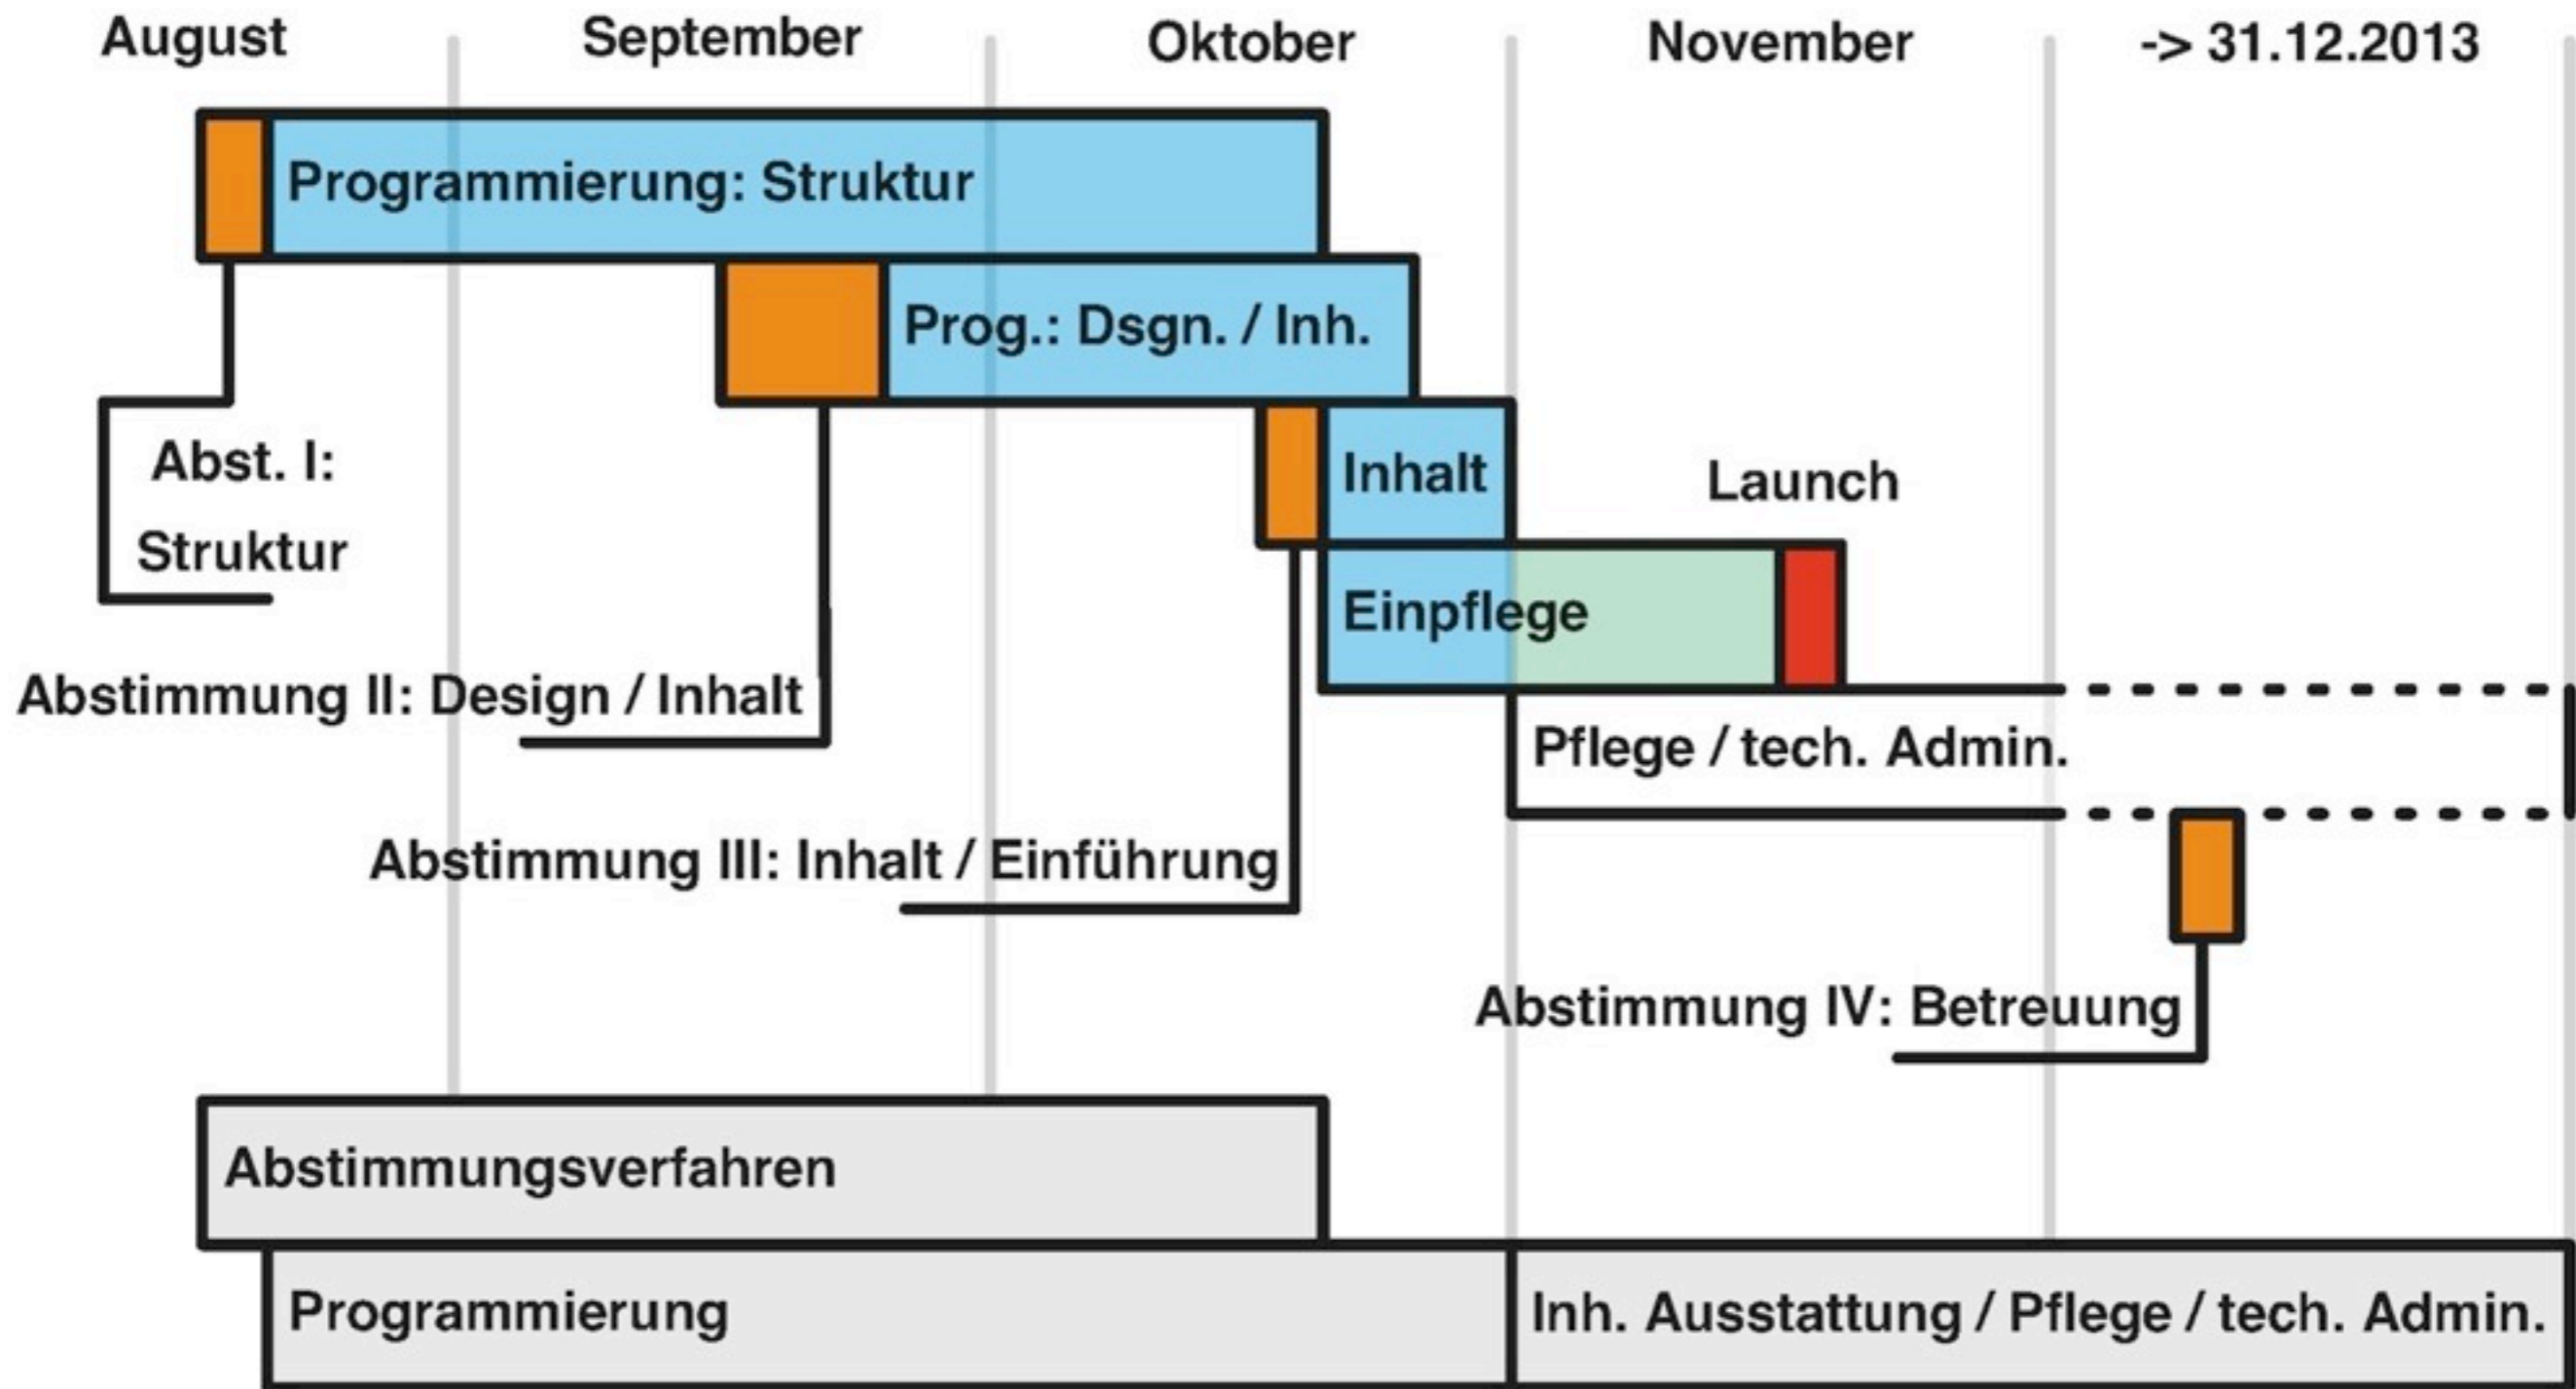 August
September
Oktober
November
-> 31.12.2013
Programmierung: Struktur
Prog.: Dsgn. / Inh.
Abst. I:
Struktur
Inhalt
Launch
Einpflege
Abstimmung II: Design / Inhalt
Pflege / tech. Admin.
Abstimmung III: Inhalt / Einführung
Abstimmung IV: Betreuung
Abstimmungsverfahren
Programmierung
Inh. Ausstattung / Pflege / tech. Admin.